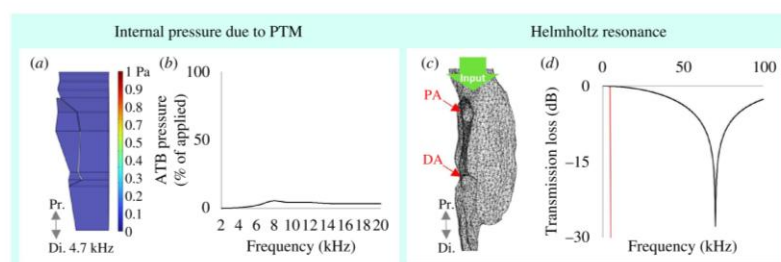 Internal pressure due to PTM
Helmholtz resonance
(a)
1 Pa
0.9
0.8
0.7
0.6
0.5
0.4
0.3
0.2
0.1
0
Pr.
Di. 4.7 kHz
(b)
ATB pressure
(% of applied)
100
50
0
2 4 6 8 10 12 14 16 18 20
Frequency (kHz)
(c)
Input
PA
DA
Pr.
Di.
(d)
0 50 100
Transmission loss (dB)
0
−15
−30
Frequency (kHz)